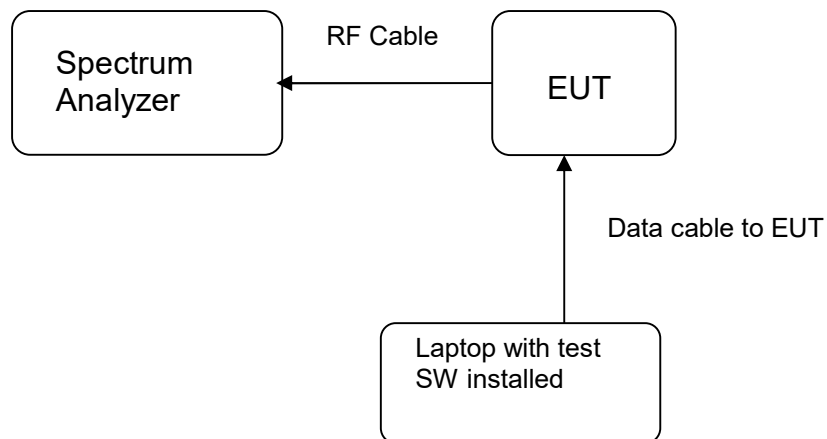 RF Cable
Spectrum
Analyzer
EUT
Data cable to EUT
Laptop with test
SW installed